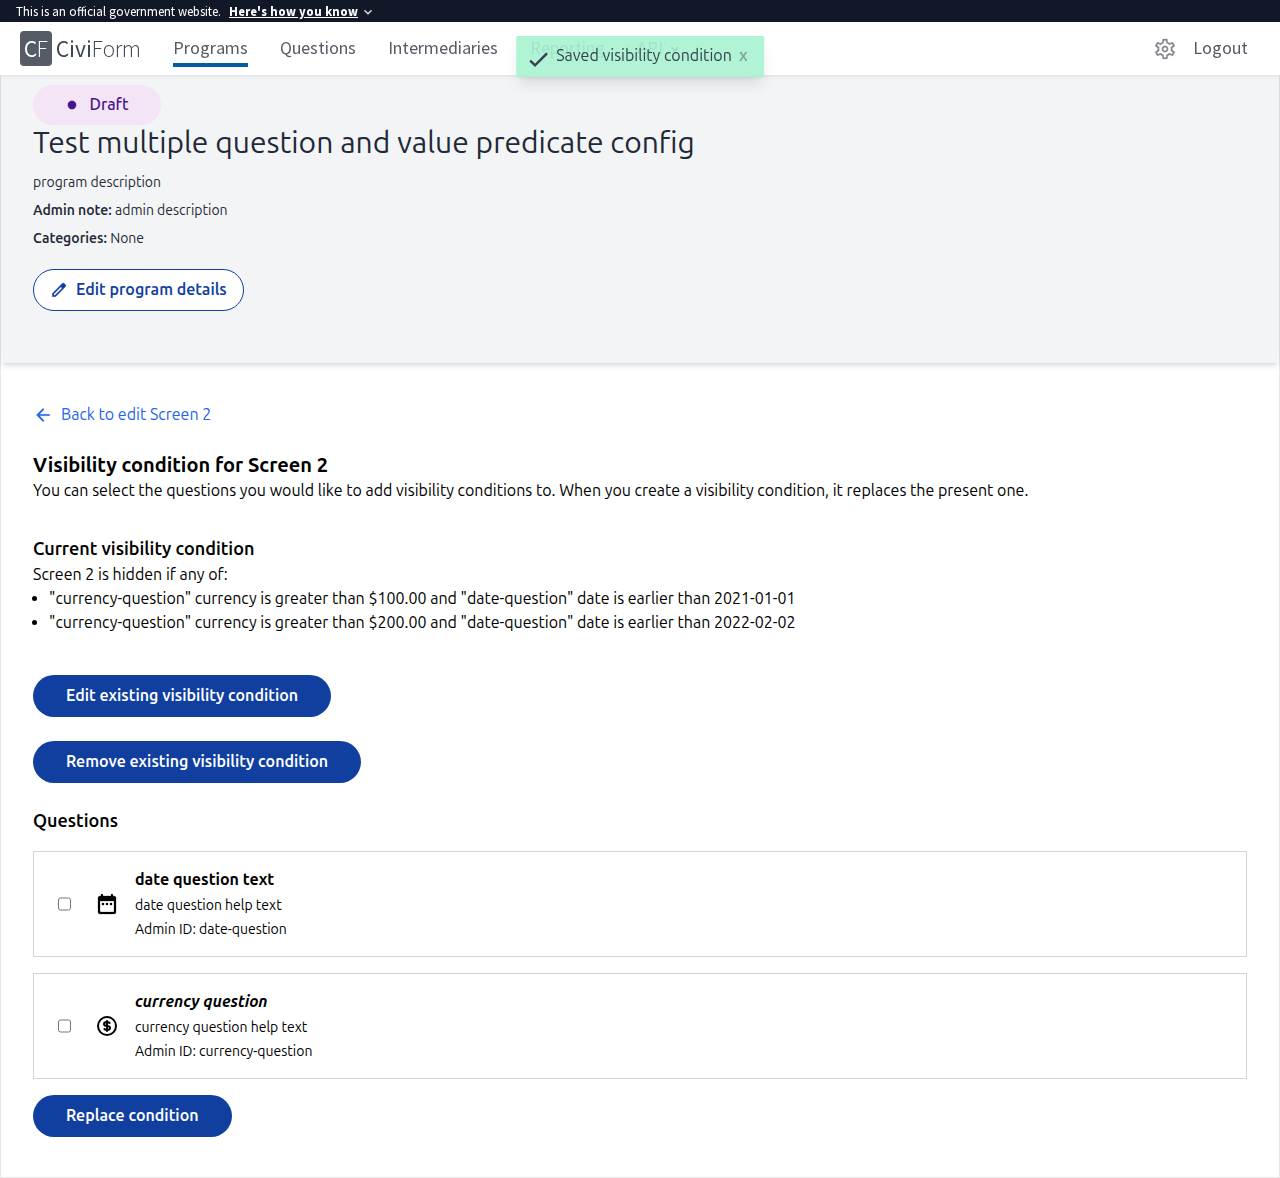 This is an official government website. Here's how you know
CF CiviForm Programs Questions Intermediaries Reporting API Logout
Saved visibility condition x
Draft
Test multiple question and value predicate config
program description
Admin note: admin description
Categories: None
Edit program details
Back to edit Screen 2
Visibility condition for Screen 2
You can select the questions you would like to add visibility conditions to. When you create a visibility condition, it replaces the present one.
Current visibility condition
Screen 2 is hidden if any of:
• "currency-question" currency is greater than $100.00 and "date-question" date is earlier than 2021-01-01
• "currency-question" currency is greater than $200.00 and "date-question" date is earlier than 2022-02-02
Edit existing visibility condition
Remove existing visibility condition
Questions
date question text
date question help text
Admin ID: date-question
currency question
currency question help text
Admin ID: currency-question
Replace condition